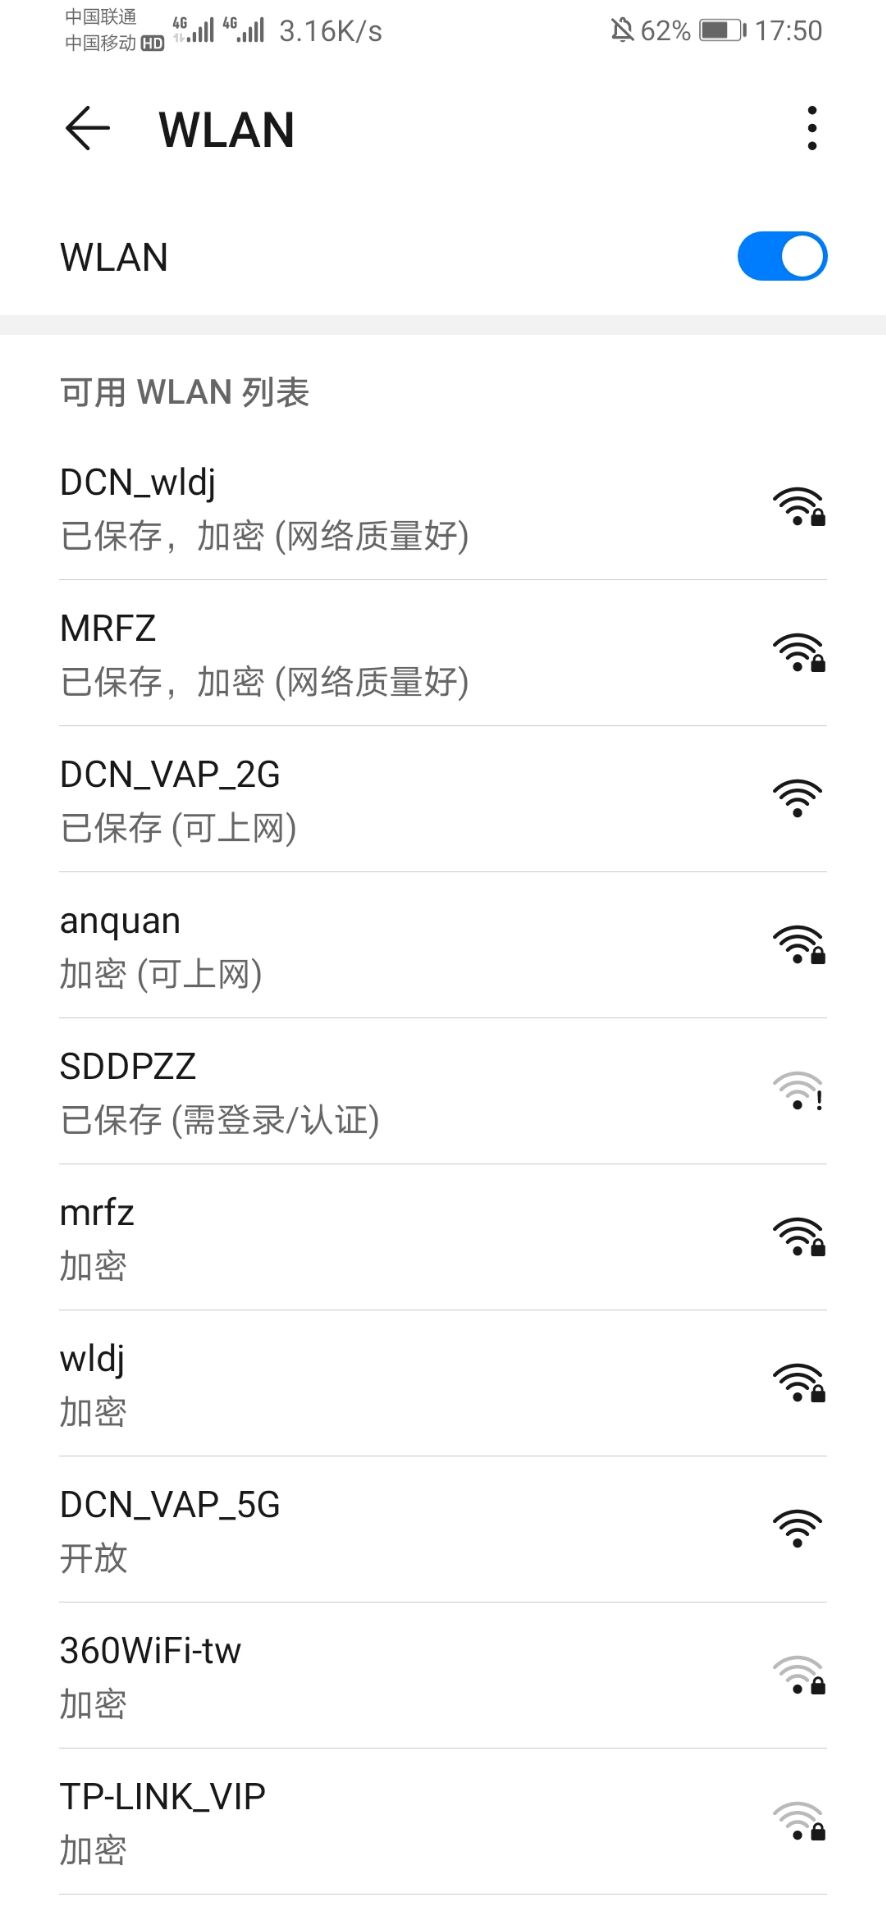 中国联通
中国移动 HD 4G 4G 3.16K/s 62% 17:50
WLAN
WLAN
可用 WLAN 列表
DCN_wldj
已保存，加密 (网络质量好)
MRFZ
已保存，加密 (网络质量好)
DCN_VAP_2G
已保存 (可上网)
anquan
加密 (可上网)
SDDPZZ
已保存 (需登录/认证)
mrfz
加密
wldj
加密
DCN_VAP_5G
开放
360WiFi-tw
加密
TP-LINK_VIP
加密